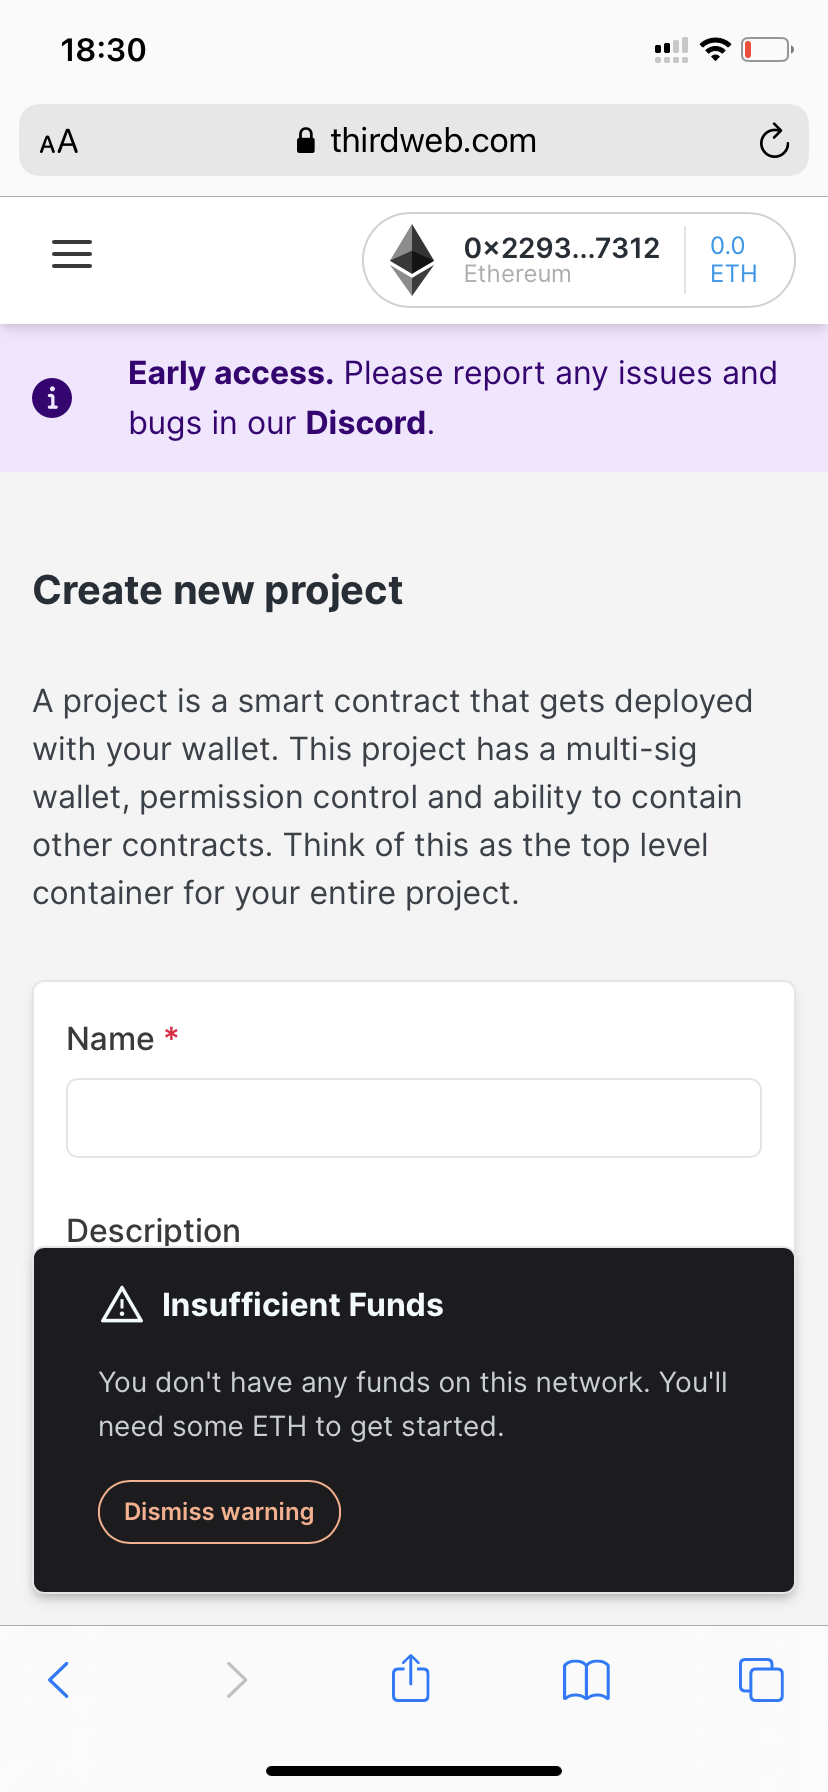 18:30
AA
thirdweb.com
0×2293...7312
Ethereum
0.0
ETH
Early access. Please report any issues and
bugs in our Discord.
Create new project
A project is a smart contract that gets deployed
with your wallet. This project has a multi-sig
wallet, permission control and ability to contain
other contracts. Think of this as the top level
container for your entire project.
Name *
Description
Insufficient Funds
You don't have any funds on this network. You'll
need some ETH to get started.
Dismiss warning